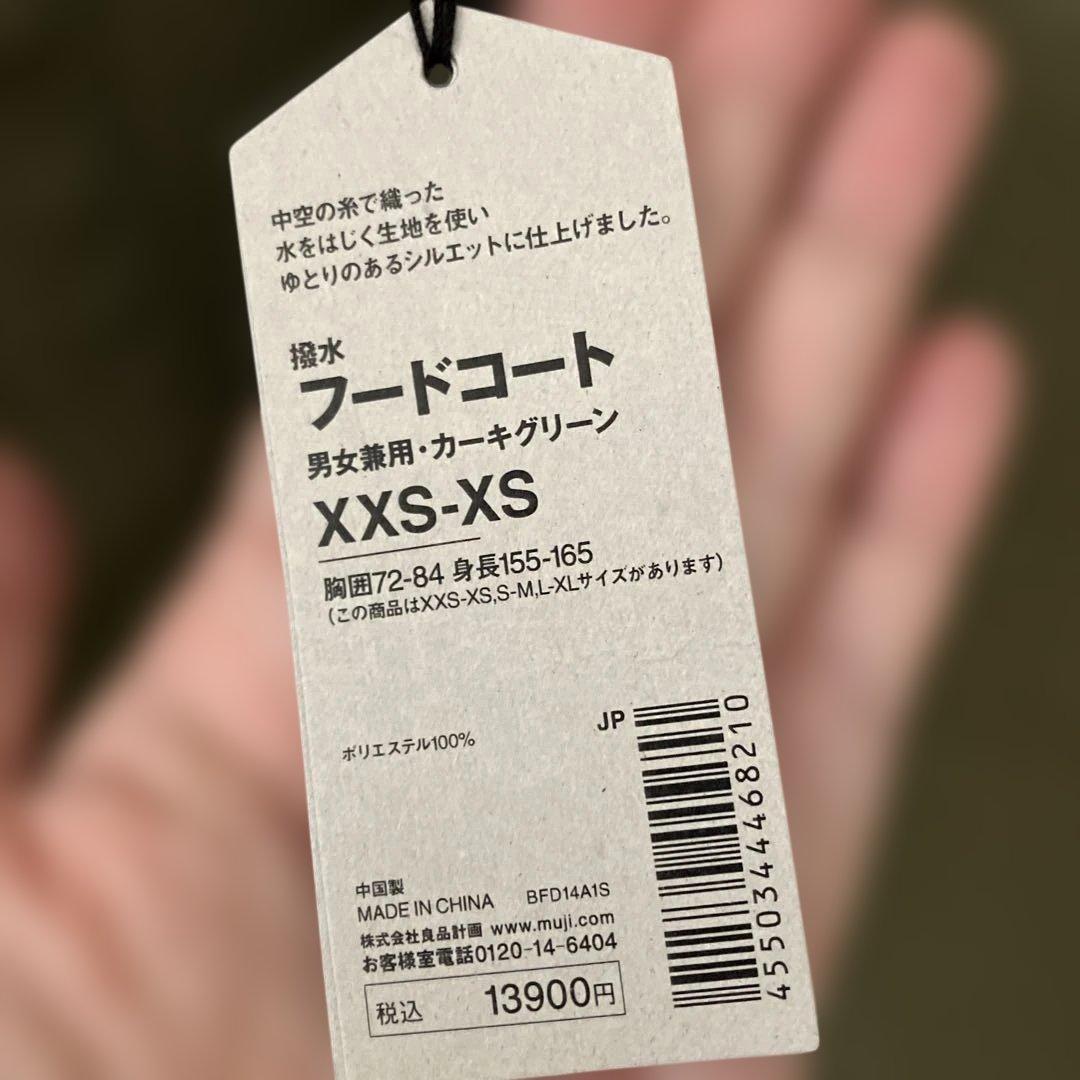 中空の糸で織った
水をはじく生地を使い
ゆとりのあるシルエットに仕上げました。
撥水
フードコート
男女兼用・カーキグリーン
XXS-XS
胸囲72-84 身長155-165
(この商品はXXS-XS,S-M,L-XLサイズがあります)
JP
4550344468210
ポリエステル100%
中国製
MADE IN CHINA BFD14A1S
株式会社良品計画 www.muji.com
お客様室電話0120-14-6404
税込 13900円